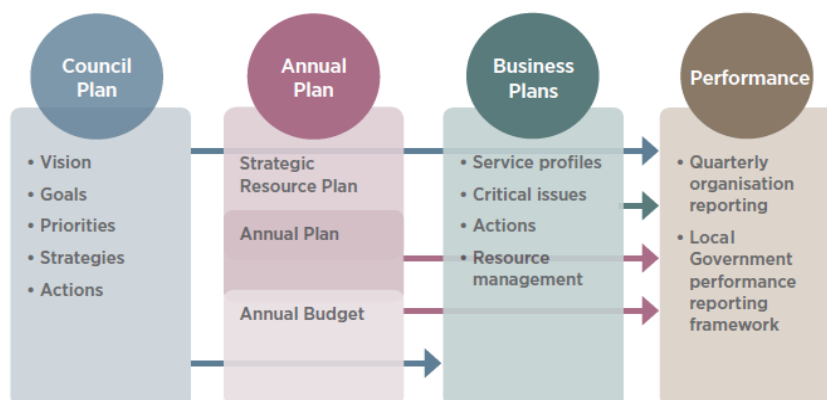 Council
Plan
Annual
Plan
Business
Plans
Performance
• Vision
• Goals
• Priorities
• Strategies
• Actions
Strategic
Resource Plan
Annual Plan
Annual Budget
• Service profiles
• Critical issues
• Actions
• Resource
management
• Quarterly
organisation
reporting
• Local
Government
performance
reporting
framework